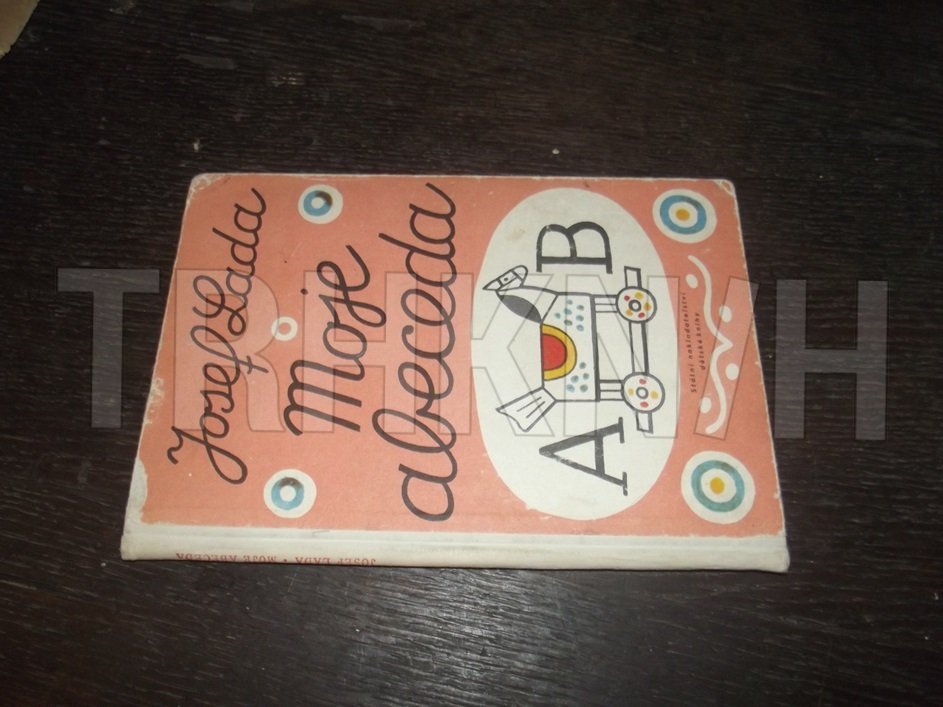 Josef Lada
Moje
abeceda
A B
Státní nakladatelství
dětské knihy
JOSEF LADA • MOJE ABECEDA
TRHKNIH